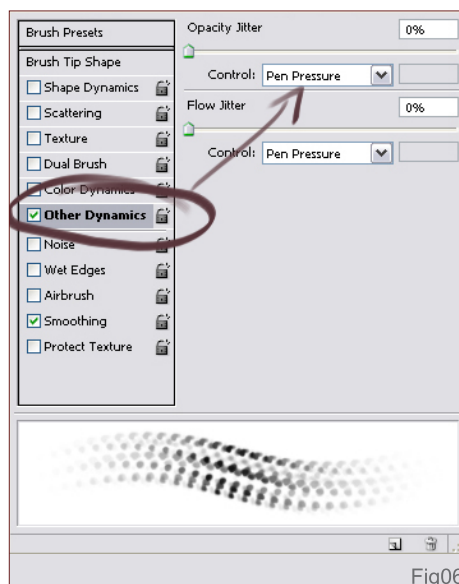 Brush Presets
Brush Tip Shape
Shape Dynamics
Scattering
Texture
Dual Brush
Color Dynamics
Other Dynamics
Noise
Wet Edges
Airbrush
Smoothing
Protect Texture
Opacity Jitter 0%
Control: Pen Pressure
Flow Jitter 0%
Control: Pen Pressure
Fig06